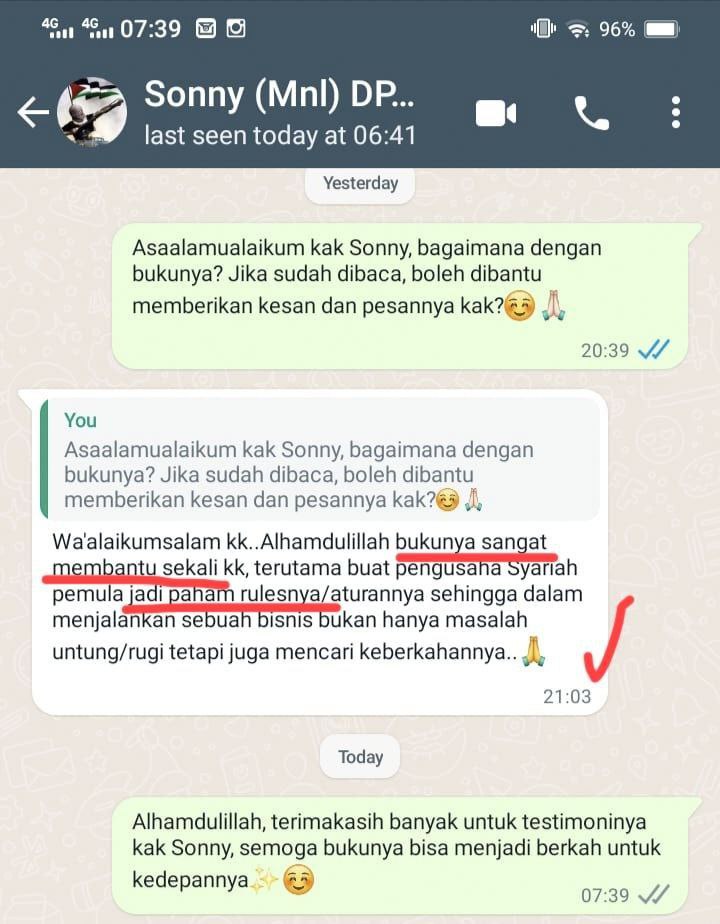 4G 4G 07:39 96%
Sonny (Mnl) DP...
last seen today at 06:41
Yesterday
Asaalamualaikum kak Sonny, bagaimana dengan
bukunya? Jika sudah dibaca, boleh dibantu
memberikan kesan dan pesannya kak?☺️🙏🏻
20:39
You
Asaalamualaikum kak Sonny, bagaimana dengan
bukunya? Jika sudah dibaca, boleh dibantu
memberikan kesan dan pesannya kak?☺️🙏🏻
Wa'alaikumsalam kk..Alhamdulillah bukunya sangat
membantu sekali kk, terutama buat pengusaha Syariah
pemula jadi paham rulesnya/aturannya sehingga dalam
menjalankan sebuah bisnis bukan hanya masalah
untung/rugi tetapi juga mencari keberkahannya..🙏
21:03
Today
Alhamdulillah, terimakasih banyak untuk testimoninya
kak Sonny, semoga bukunya bisa menjadi berkah untuk
kedepannya✨☺️
07:39